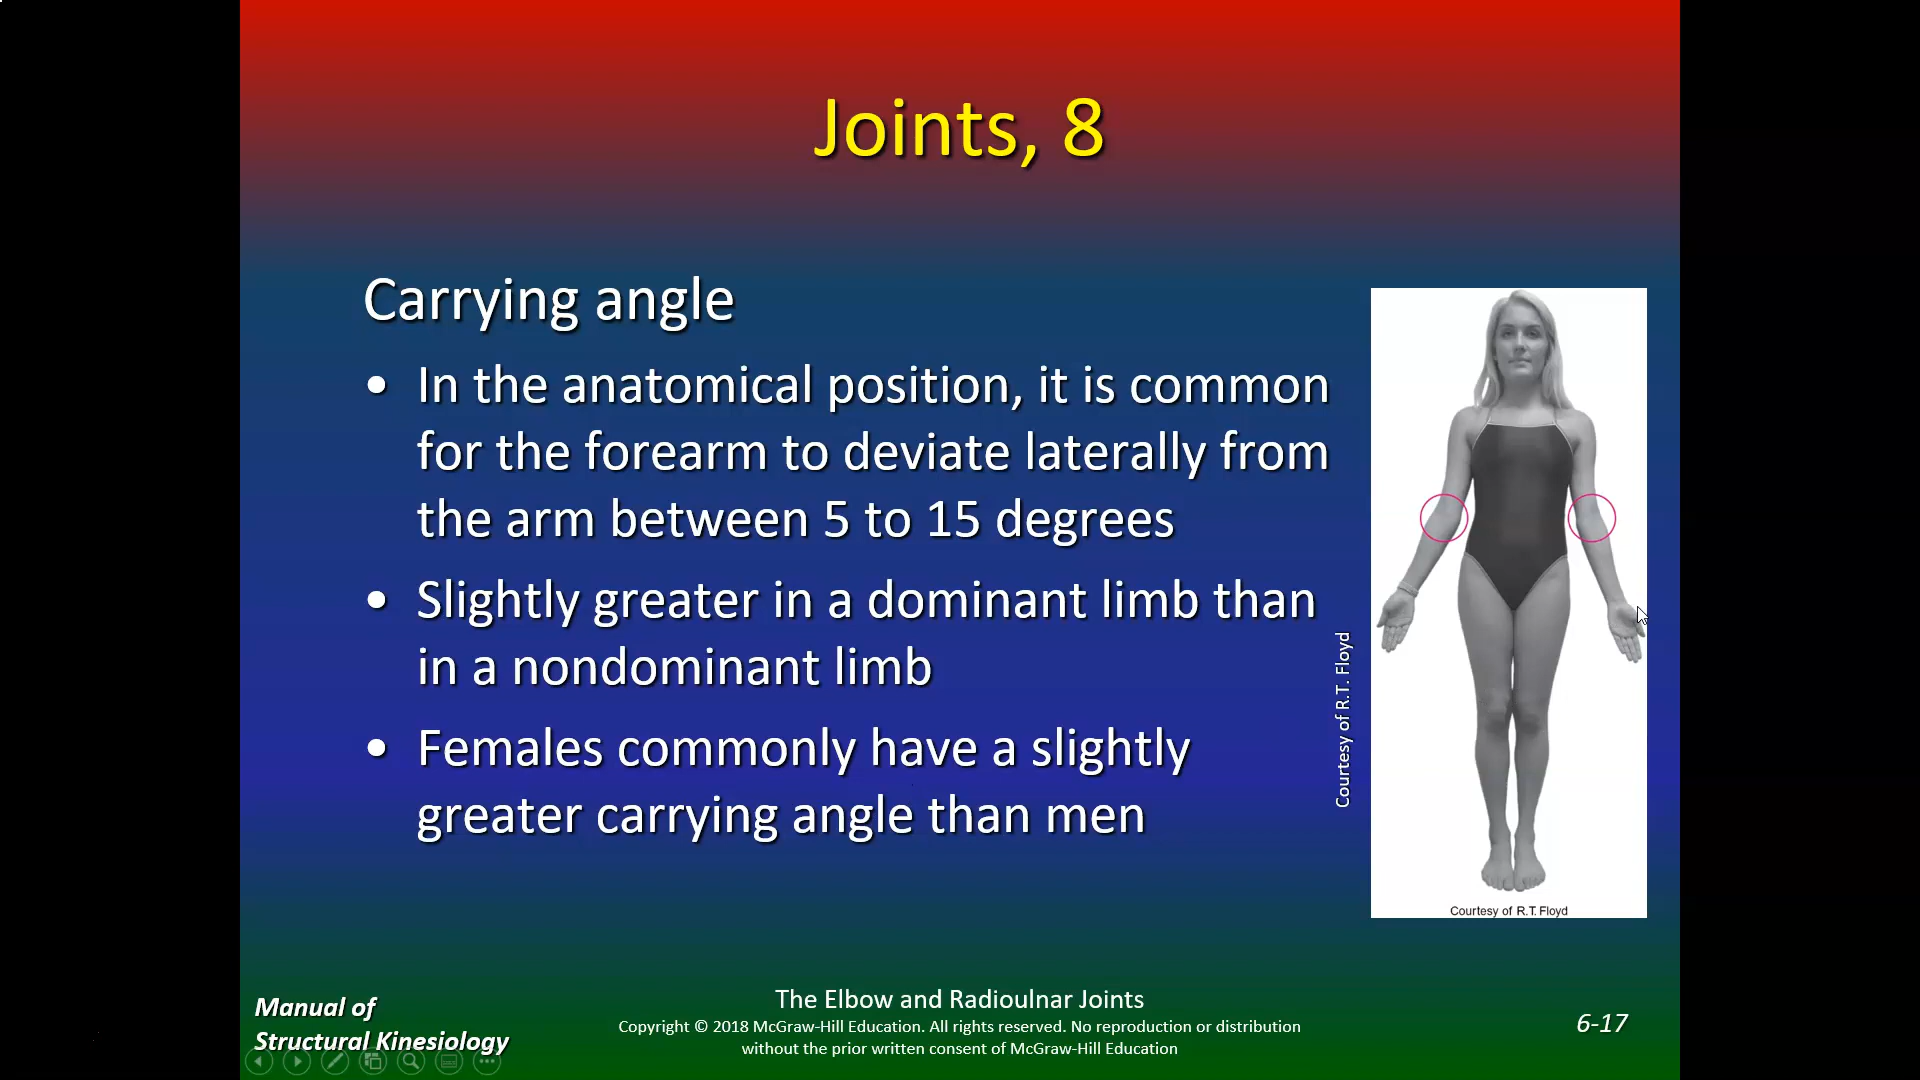 Joints, 8
Carrying angle
• In the anatomical position, it is common
for the forearm to deviate laterally from
the arm between 5 to 15 degrees
• Slightly greater in a dominant limb than
in a nondominant limb
• Females commonly have a slightly
greater carrying angle than men
Courtesy of R.T. Floyd
Courtesy of R.T. Floyd
Manual of
Structural Kinesiology
The Elbow and Radioulnar Joints
Copyright © 2018 McGraw-Hill Education. All rights reserved. No reproduction or distribution
without the prior written consent of McGraw-Hill Education
6-17